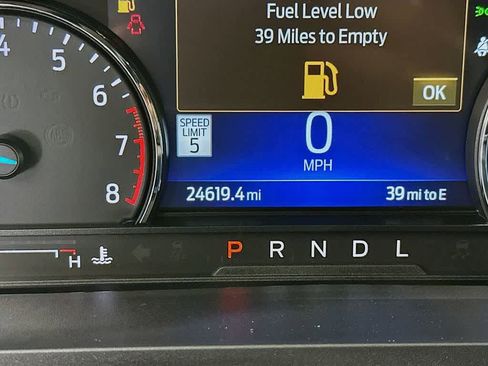 Fuel Level Low
39 Miles to Empty
OK
SPEED
LIMIT
5
0
MPH
24619.4 mi
39 mi to E
4
6
7
8
H
P R N D L